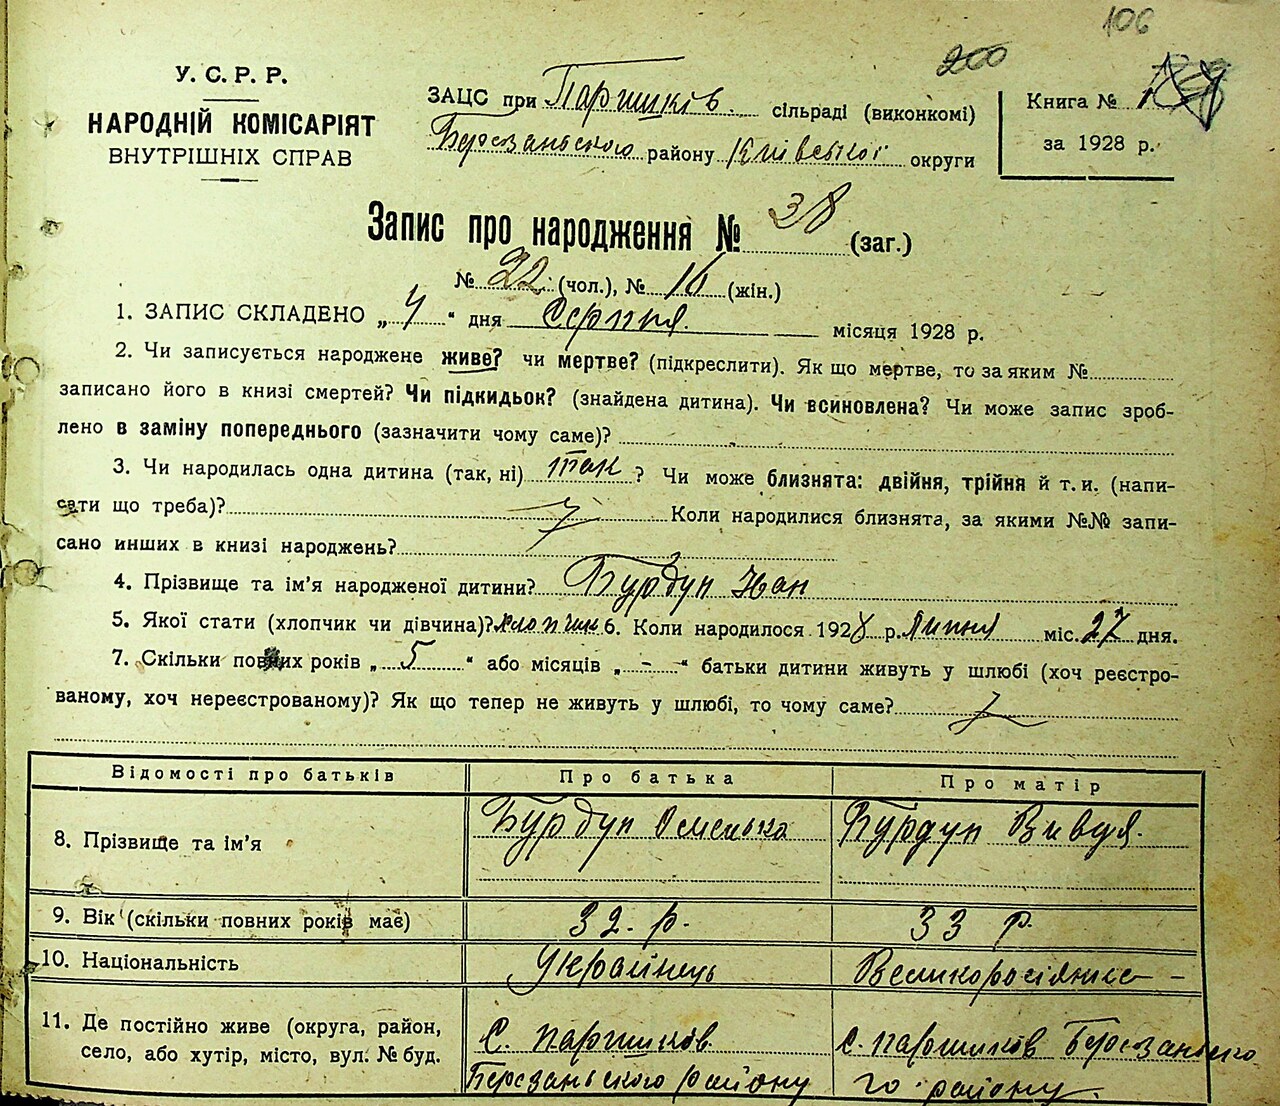 106
200
У. С. Р. Р.
НАРОДНІЙ КОМІСАРІЯТ
ВНУТРІШНІХ СПРАВ
ЗАЦС при Паришків. сільраді (виконкомі)
Березаньского району Київської округи
Книга №
за 1928 р.
Запис про народження № 38 (заг.)
№ 22 (чол.), № 16 (жін.)
1. ЗАПИС СКЛАДЕНО „ “ дня Серпня. місяця 1928 р.
2. Чи записується народжене живе? чи мертве? (підкреслити). Як що мертве, то за яким №
записано його в книзі смертей? Чи підкидьок? (знайдена дитина). Чи всиновлена? Чи може запис зроб-
лено в заміну попереднього (зазначити чому саме)?
3. Чи народилась одна дитина (так, ні) так ? Чи може близнята: двійня, трійня й т. и. (напи-
сати що треба)? Коли народилися близнята, за якими №№ запи-
сано инших в книзі народжень?
4. Прізвище та ім’я народженої дитини? Бурдун Іван
5. Якої стати (хлопчик чи дівчина)? хлопчик 6. Коли народилося 1928 р. липня міс. 27 дня.
7. Скільки повних років „ 5 “ або місяців „ - “ батьки дитини живуть у шлюбі (хоч реєстро-
ваному, хоч нереєстрованому)? Як що тепер не живуть у шлюбі, то чому саме?
Відомості про батьків Про батька Про матір
8. Прізвище та ім’я Бурдун Бурдун
9. Вік (скільки повних років має) 32. р. 33 р.
10. Національність Українець Великоросіянка -
11. Де постійно живе (округа, район,
село, або хутір, місто, вул. № буд.
С. Паришков
Березаньского району
С. Паришков Березанько
го району.